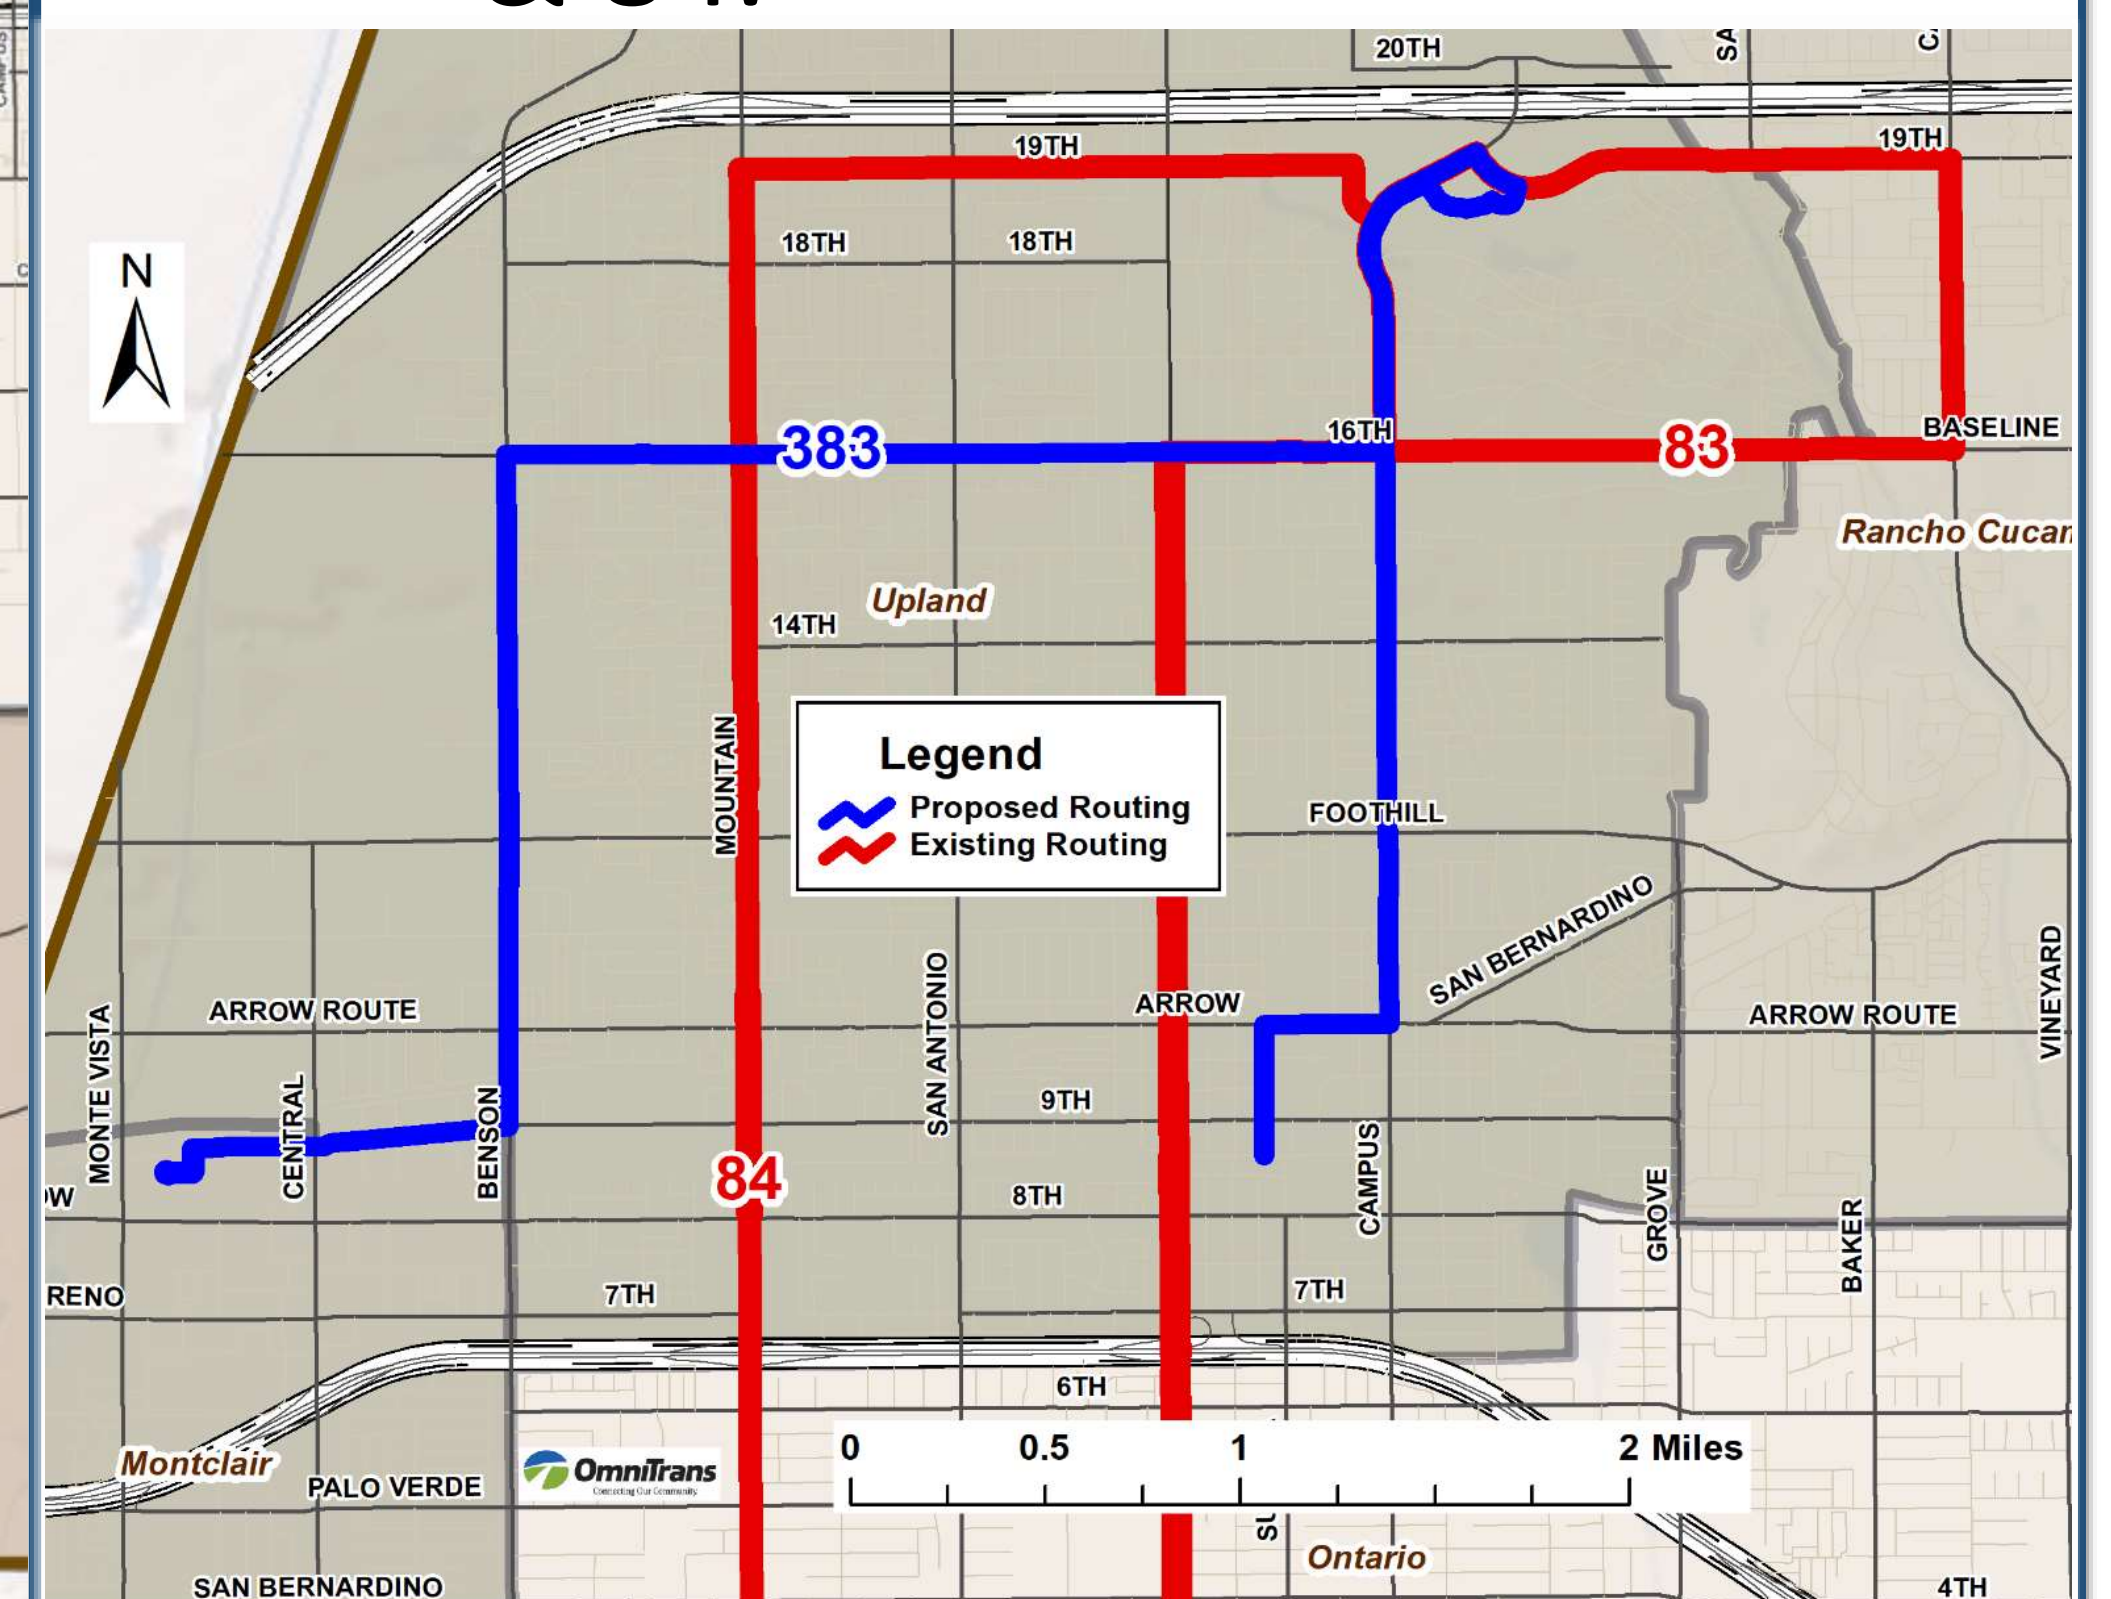 20TH
19TH
19TH
N
18TH
18TH
16TH
BASELINE
383
83
Rancho Cucam
Upland
14TH
MOUNTAIN
Legend
Proposed Routing
Existing Routing
FOOTHILL
SAN BERNARDINO
ARROW ROUTE
ARROW
ARROW ROUTE
MONTE VISTA
CENTRAL
BENSON
SAN ANTONIO
9TH
CAMPUS
VINEYARD
84
8TH
GROVE
BAKER
RENO
7TH
7TH
6TH
Montclair
PALO VERDE
OmniTrans
Connecting Our Community.
0 0.5 1 2 Miles
Ontario
SAN BERNARDINO
4TH